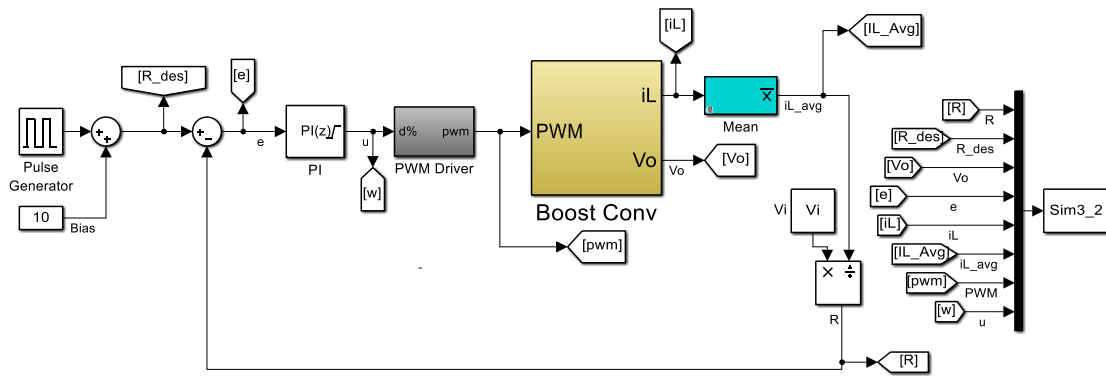 [R_des]
[e]
[iL]
[IL_Avg]
Pulse
Generator
10
Bias
e
PI(z)
PI
u
[w]
d%
pwm
PWM Driver
PWM
iL
Vo
Boost Conv
[pwm]
x
Mean
iL_avg
Vo
[Vo]
Vi
Vi
×
÷
R
[R]
[R]
R
[R_des]
R_des
[Vo]
Vo
[e]
e
[iL]
iL
[IL_Avg]
iL_avg
[pwm]
PWM
[w]
u
Sim3_2